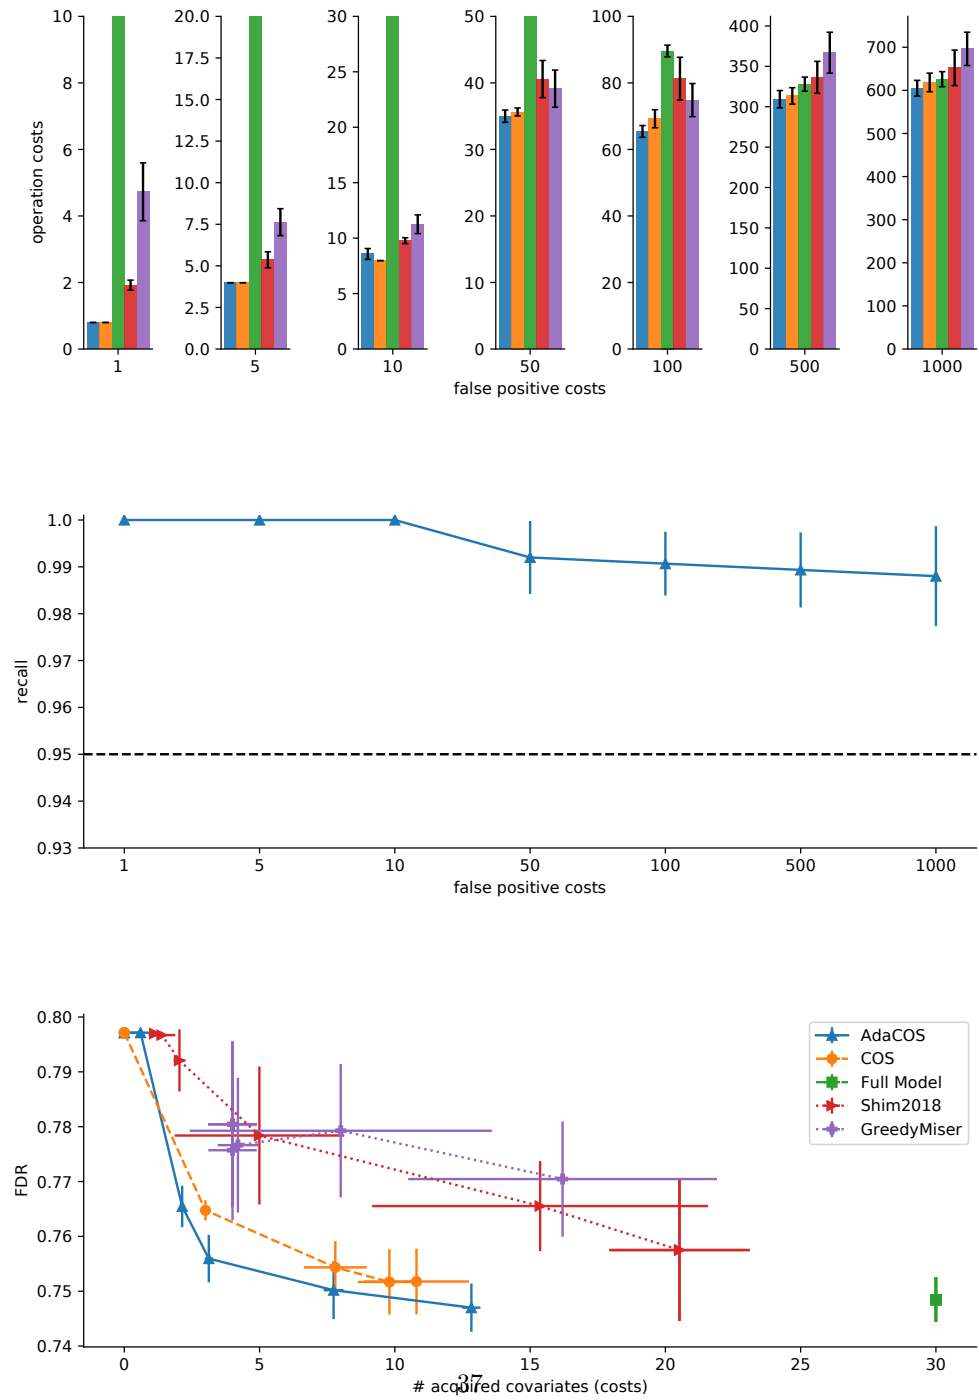 10 20.0 30 50 100 400 700
8 17.5 25 40 80 350 600
6 15.0 20 30 60 300 500
4 12.5 15 20 40 250 400
2 10.0 10 10 20 200 300
0 7.5 5 0 0 150 200
5.0 0 100 100
2.5 50 0
0.0 0
operation costs
1 5 10 50 100 500 1000
false positive costs
1.0
0.99
0.98
0.97
0.96
0.95
0.94
0.93
recall
1 5 10 50 100 500 1000
false positive costs
0.80
0.79
0.78
0.77
0.76
0.75
0.74
FDR
AdaCOS
COS
Full Model
Shim2018
GreedyMiser
0 5 10 15 20 25 30
# acquired covariates (costs)
37